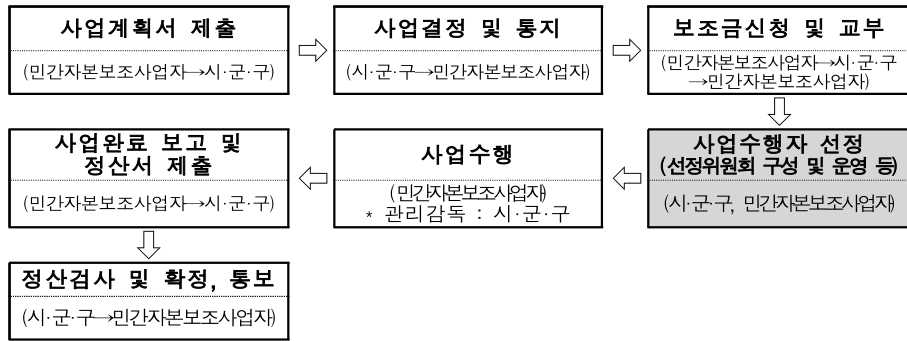 사업계획서 제출
(민간자본보조사업자→시·군·구)
사업결정 및 통지
(시·군·구→민간자본보조사업자)
보조금신청 및 교부
(민간자본보조사업자→시·군·구
→민간자본보조사업자)
사업수행자 선정
(선정위원회 구성 및 운영 등)
(시·군·구, 민간자본보조사업자)
사업수행
(민간자본보조사업자)
* 관리감독 : 시·군·구
사업완료 보고 및
정산서 제출
(민간자본보조사업자→시·군·구)
정산검사 및 확정, 통보
(시·군·구→민간자본보조사업자)